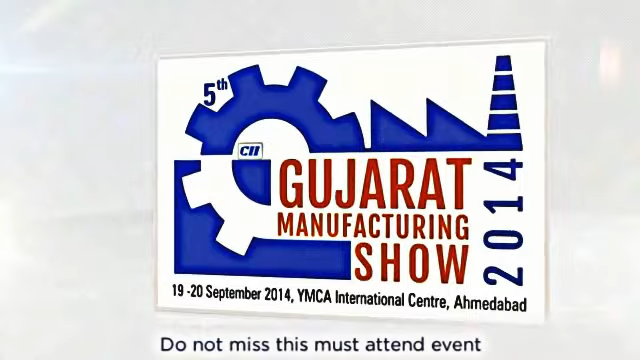 5th
CII
GUJARAT
MANUFACTURING
SHOW
2014
19 -20 September 2014, YMCA International Centre, Ahmedabad
Do not miss this must attend event